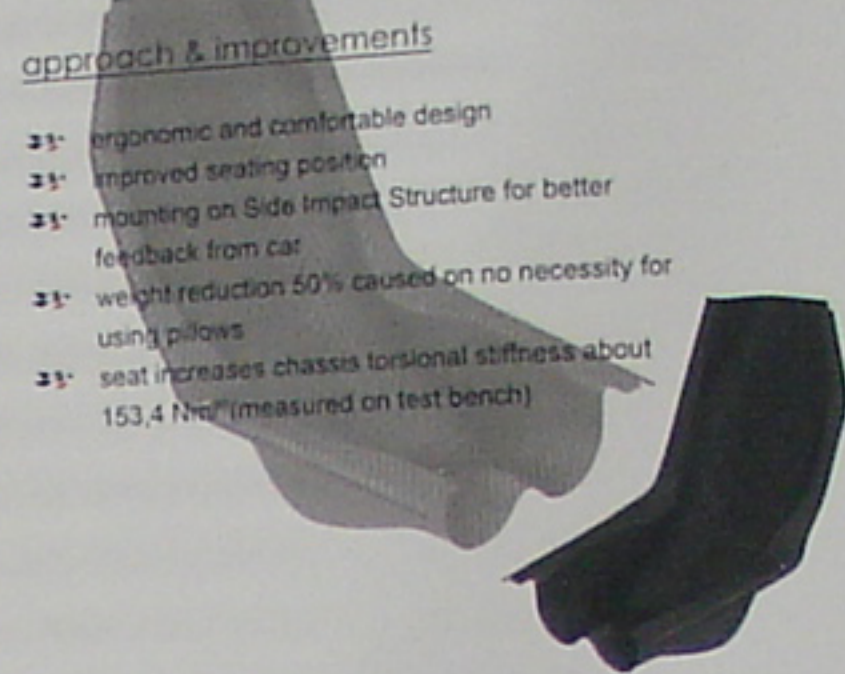 approach & improvements
ergonomic and comfortable design
improved seating position
mounting on Side Impact Structure for better
feedback from car
weight reduction 50% caused on no necessity for
using pillows
seat increases chassis torsional stiffness about
153,4 Nm/° (measured on test bench)